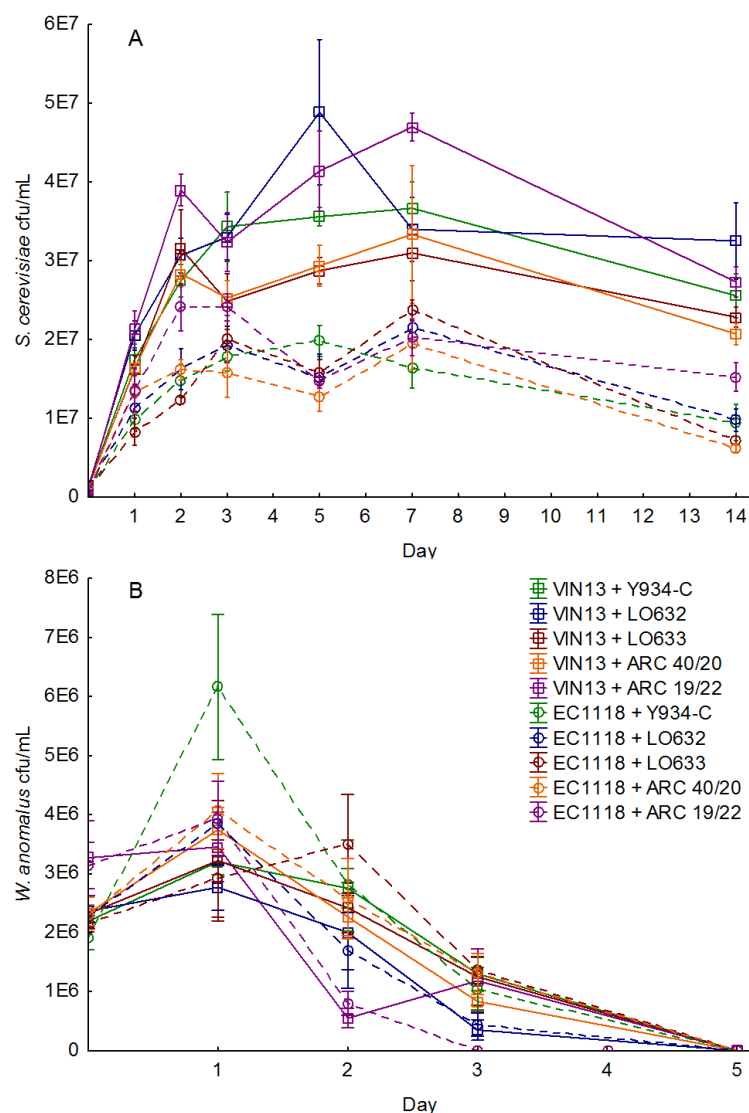 6E7
A
5E7
4E7
3E7
2E7
1E7
0
S. cerevisiae cfu/mL
1 2 3 5 7 8 9 10 11 12 13 14
Day
8E6
B
7E6
6E6
5E6
4E6
3E6
2E6
1E6
0
W. anomalus cfu/mL
VIN13 + Y934-C
VIN13 + LO632
VIN13 + LO633
VIN13 + ARC 40/20
VIN13 + ARC 19/22
EC1118 + Y934-C
EC1118 + LO632
EC1118 + LO633
EC1118 + ARC 40/20
EC1118 + ARC 19/22
1 2 3 4 5
Day